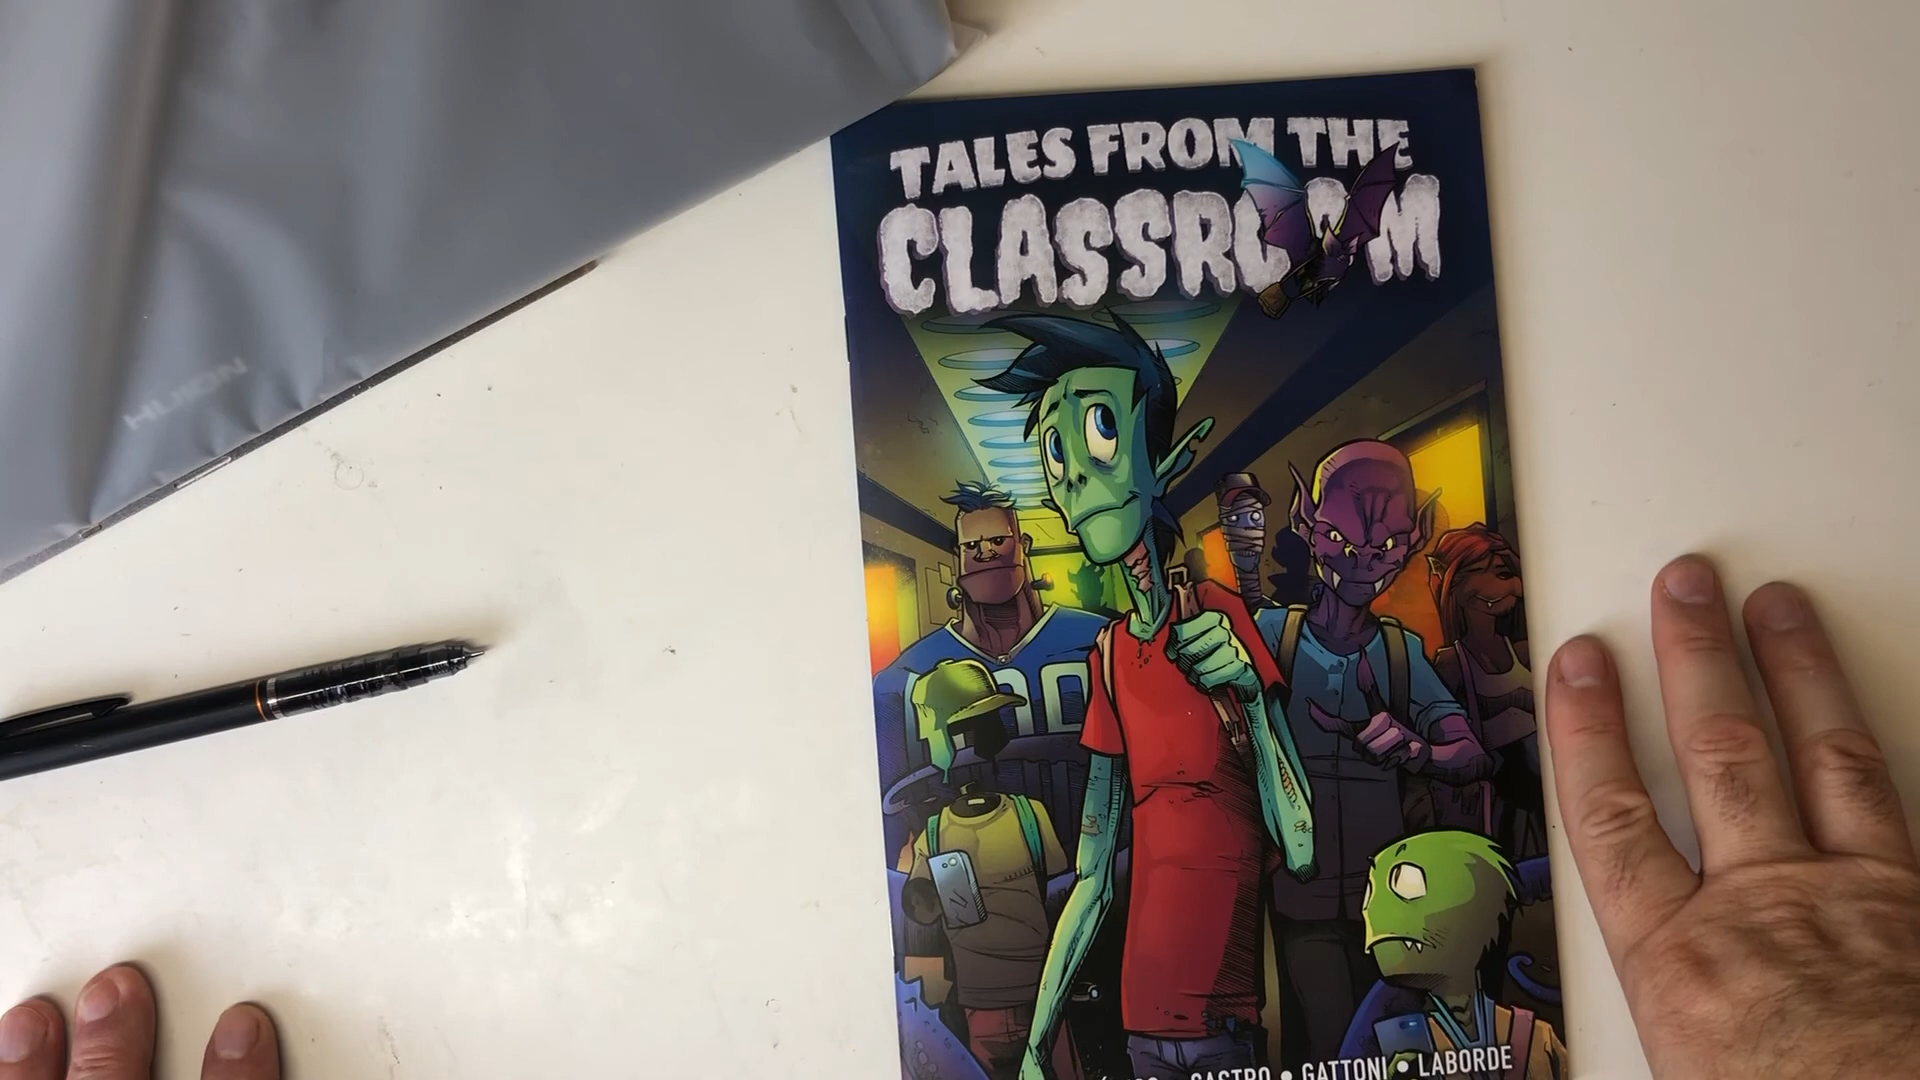 TALES FROM THE
CLASSROOM
HUION
CASTRO • GATTONI • LABORDE